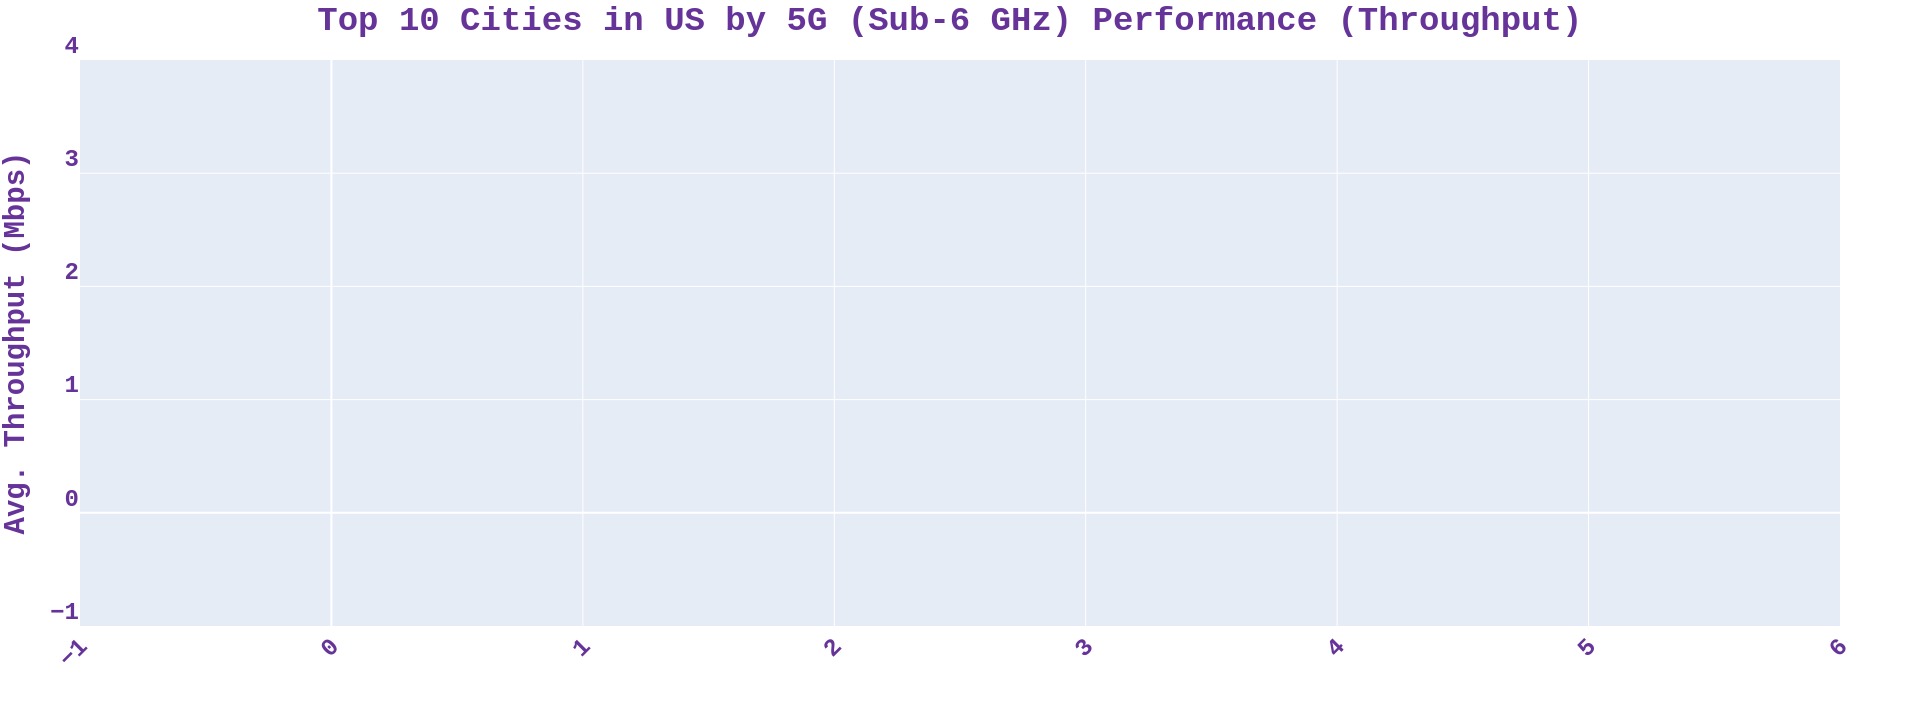 Top 10 Cities in US by 5G (Sub-6 GHz) Performance (Throughput)
Avg. Throughput (Mbps)
4
3
2
1
0
−1
−1 0 1 2 3 4 5 6